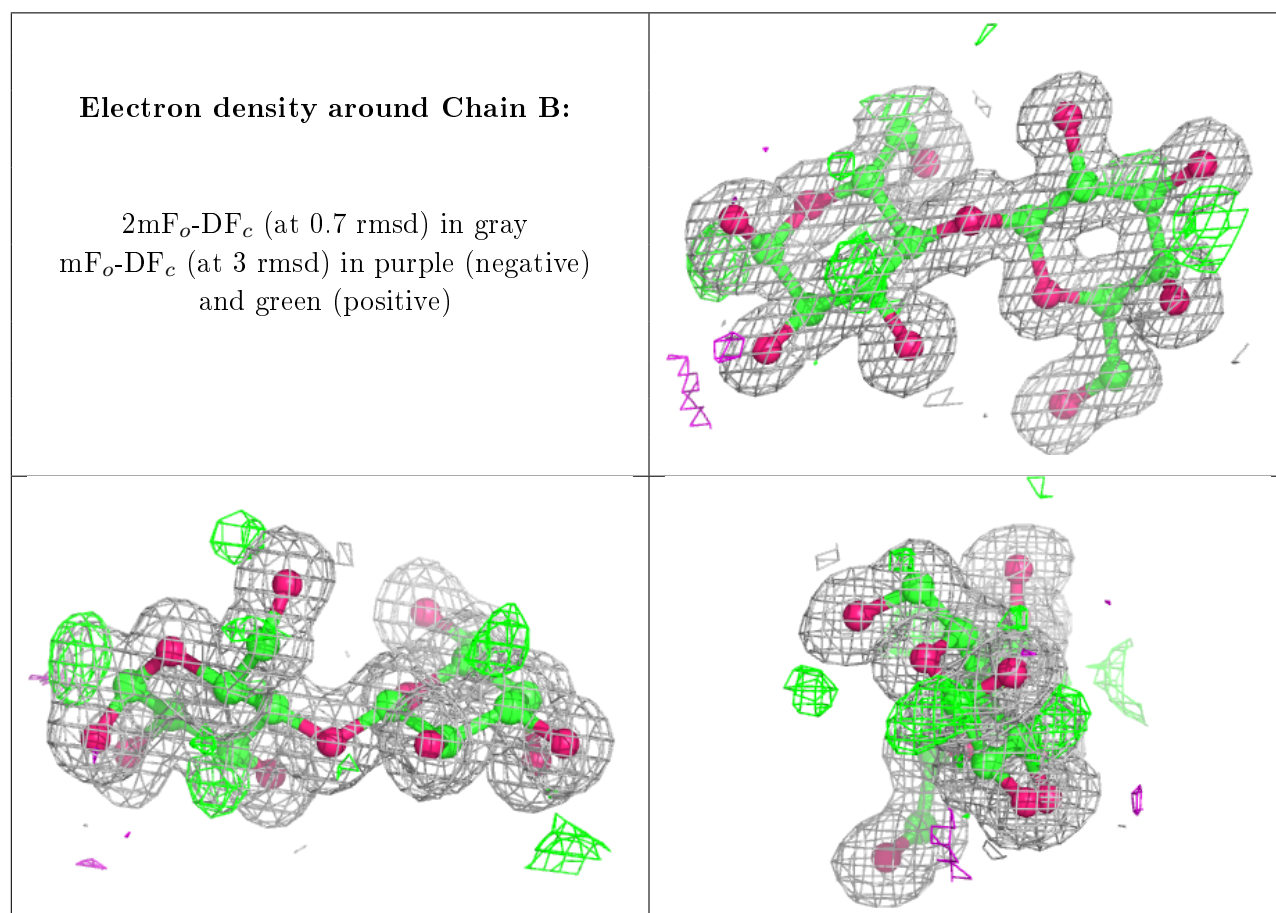 Electron density around Chain B:
2mFo-DFc (at 0.7 rmsd) in gray
mFo-DFc (at 3 rmsd) in purple (negative)
and green (positive)